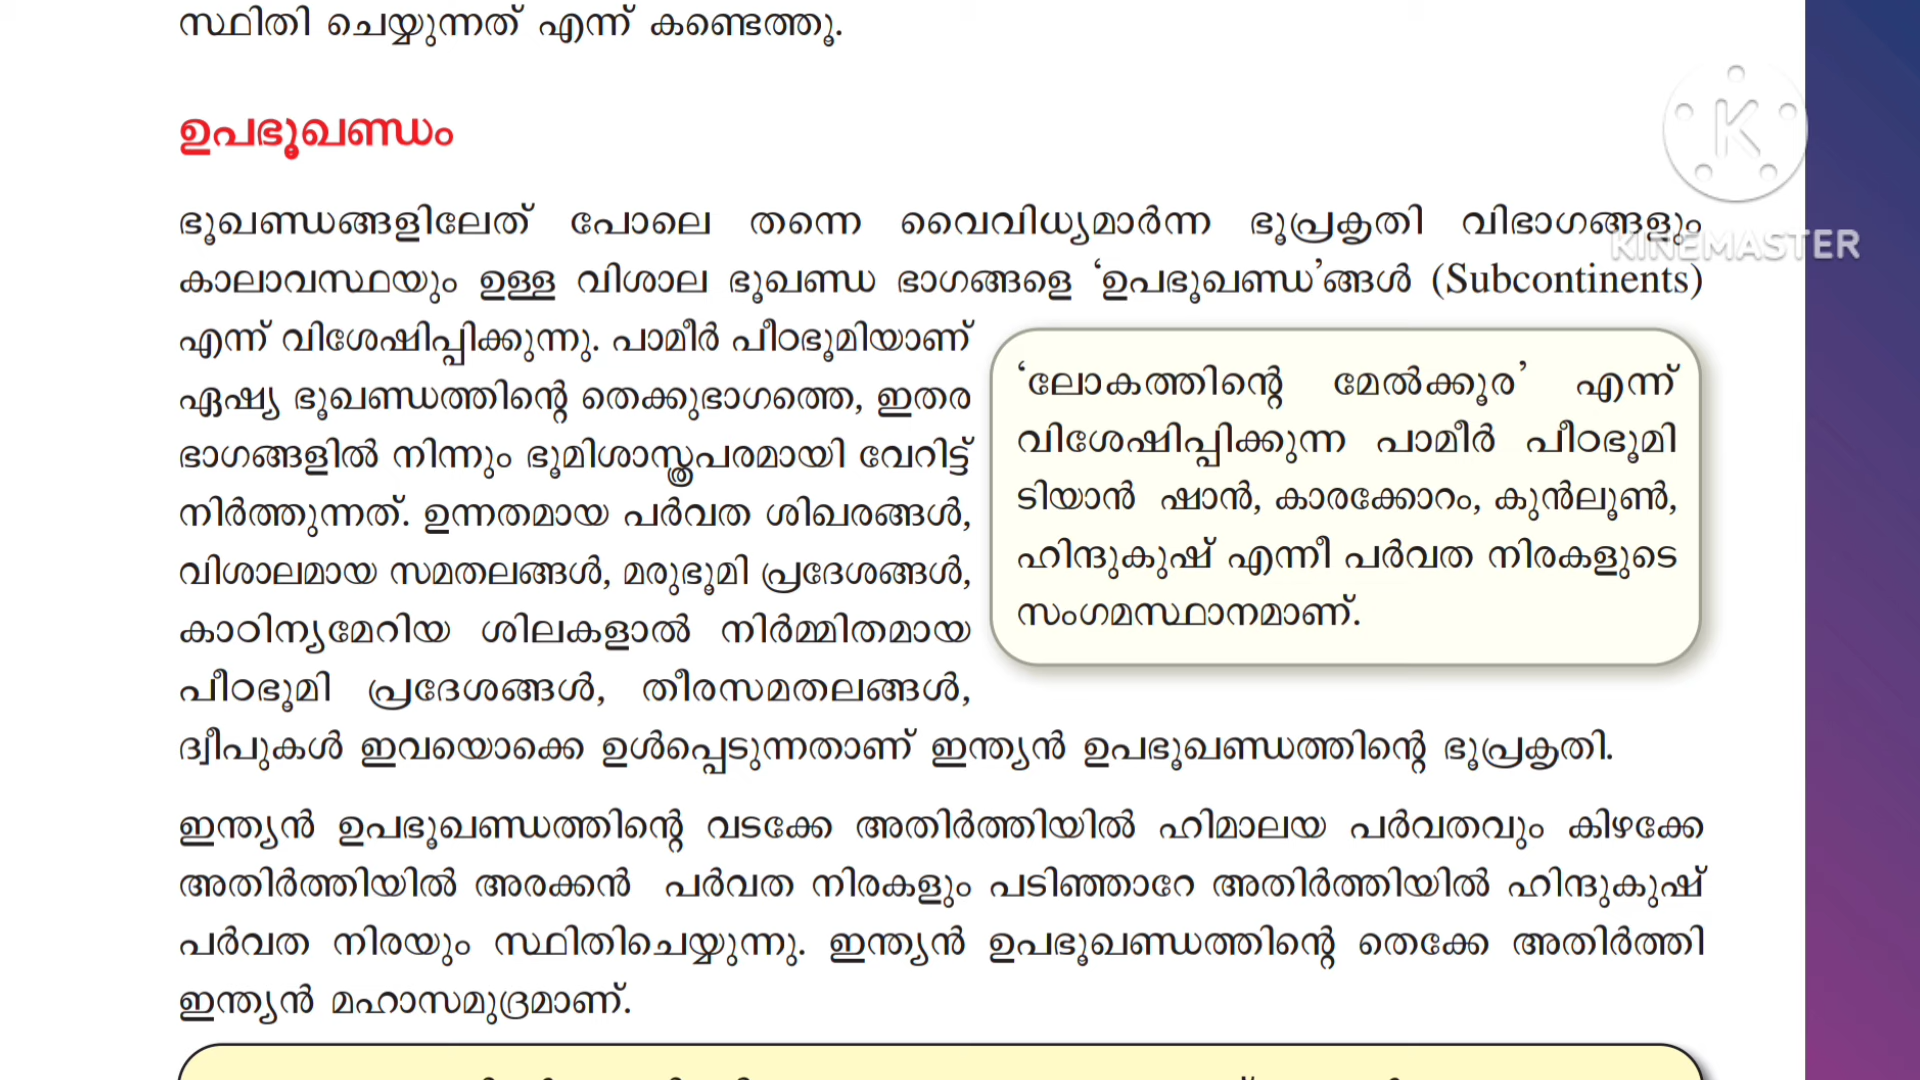 സ്ഥിതി ചെയ്യുന്നത് എന്ന് കണ്ടെത്തൂ.
ഉപഭൂഖണ്ഡം
ഭൂഖണ്ഡങ്ങളിലേത് പോലെ തന്നെ വൈവിധ്യമാർന്ന ഭൂപ്രകൃതി വിഭാഗങ്ങളും
കാലാവസ്ഥയും ഉള്ള വിശാല ഭൂഖണ്ഡ ഭാഗങ്ങളെ ‘ഉപഭൂഖണ്ഡ’ങ്ങൾ (Subcontinents)
എന്ന് വിശേഷിപ്പിക്കുന്നു. പാമീർ പീഠഭൂമിയാണ്
ഏഷ്യ ഭൂഖണ്ഡത്തിന്റെ തെക്കുഭാഗത്തെ, ഇതര
ഭാഗങ്ങളിൽ നിന്നും ഭൂമിശാസ്ത്രപരമായി വേറിട്ട്
നിർത്തുന്നത്. ഉന്നതമായ പർവത ശിഖരങ്ങൾ,
വിശാലമായ സമതലങ്ങൾ, മരുഭൂമി പ്രദേശങ്ങൾ,
കാഠിന്യമേറിയ ശിലകളാൽ നിർമ്മിതമായ
പീഠഭൂമി പ്രദേശങ്ങൾ, തീരസമതലങ്ങൾ,
ദ്വീപുകൾ ഇവയൊക്കെ ഉൾപ്പെടുന്നതാണ് ഇന്ത്യൻ ഉപഭൂഖണ്ഡത്തിന്റെ ഭൂപ്രകൃതി.
‘ലോകത്തിന്റെ മേൽക്കൂര’ എന്ന്
വിശേഷിപ്പിക്കുന്ന പാമീർ പീഠഭൂമി
ടിയാൻ ഷാൻ, കാരക്കോറം, കുൻലൂൺ,
ഹിന്ദുകുഷ് എന്നീ പർവത നിരകളുടെ
സംഗമസ്ഥാനമാണ്.
ഇന്ത്യൻ ഉപഭൂഖണ്ഡത്തിന്റെ വടക്കേ അതിർത്തിയിൽ ഹിമാലയ പർവതവും കിഴക്കേ
അതിർത്തിയിൽ അരക്കൻ പർവത നിരകളും പടിഞ്ഞാറേ അതിർത്തിയിൽ ഹിന്ദുകുഷ്
പർവത നിരയും സ്ഥിതിചെയ്യുന്നു. ഇന്ത്യൻ ഉപഭൂഖണ്ഡത്തിന്റെ തെക്കേ അതിർത്തി
ഇന്ത്യൻ മഹാസമുദ്രമാണ്.
K
KINEMASTER